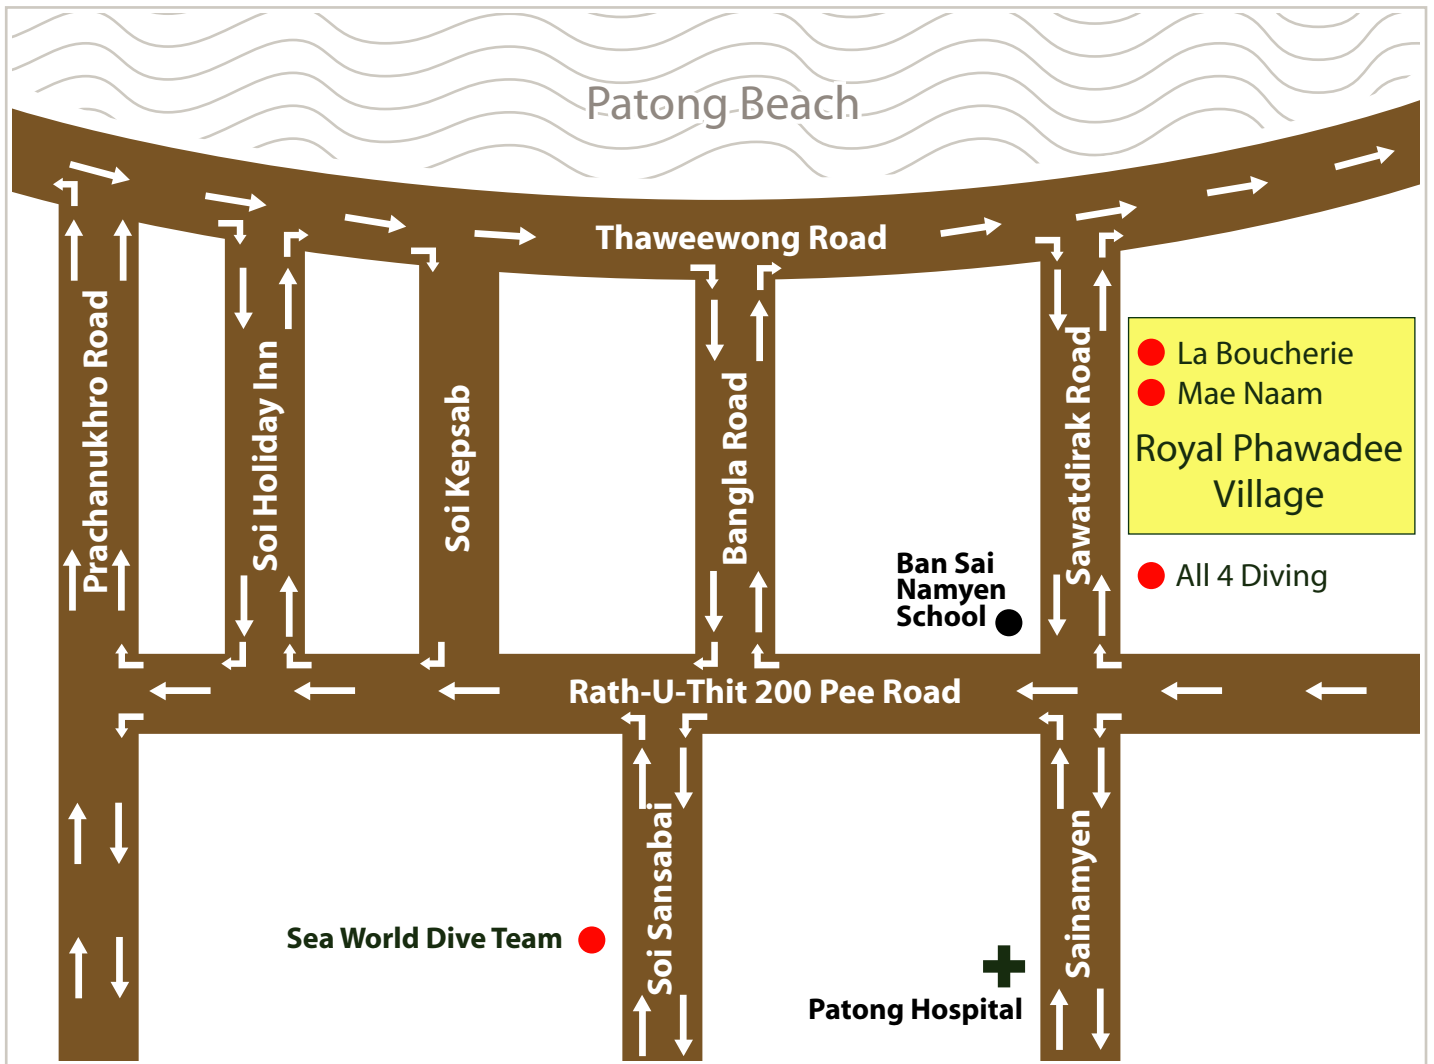 Patong Beach
Thaweewong Road
Prachanukhro Road
Soi Holiday Inn
Soi Kepsab
Bangla Road
Sawatdirak Road
La Boucherie
Mae Naam
Royal Phawadee
Village
All 4 Diving
Ban Sai
Namyen
School
Rath-U-Thit 200 Pee Road
Soi Sansabai
Sainamyen
Sea World Dive Team
Patong Hospital